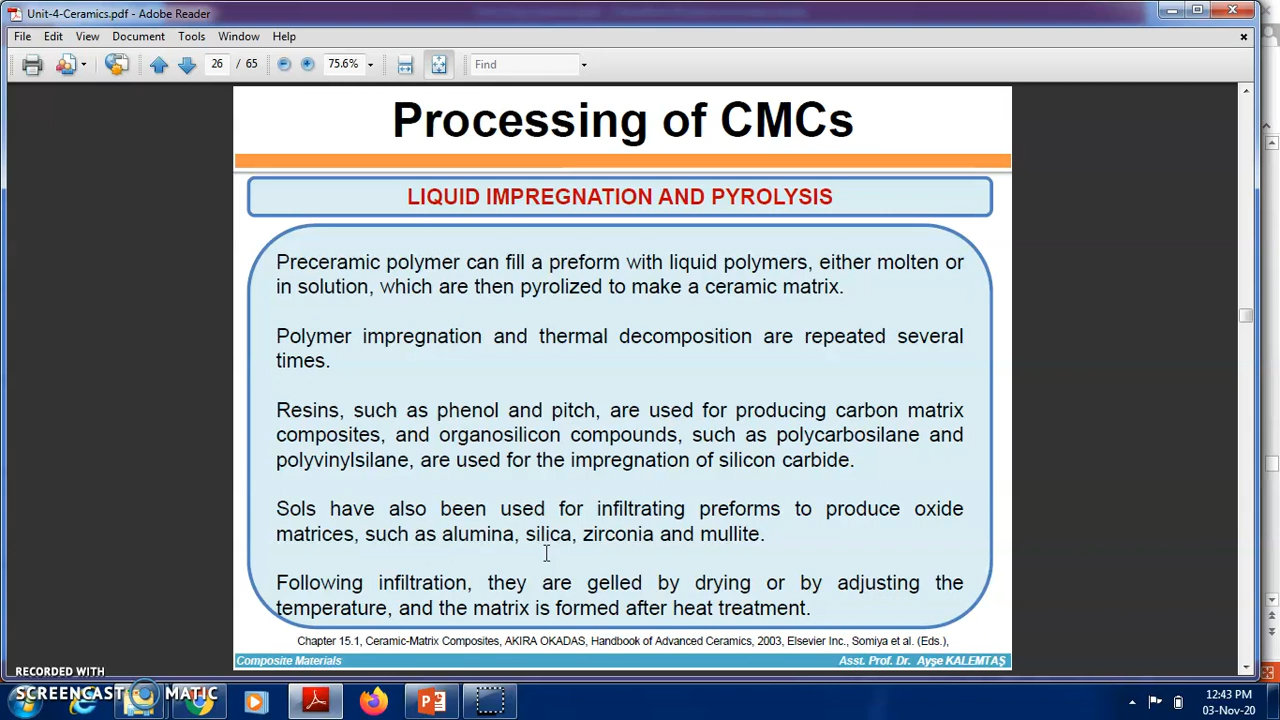 Unit-4-Ceramics.pdf - Adobe Reader
File Edit View Document Tools Window Help
26 / 65 75.6% Find
Processing of CMCs
LIQUID IMPREGNATION AND PYROLYSIS
Preceramic polymer can fill a preform with liquid polymers, either molten or
in solution, which are then pyrolized to make a ceramic matrix.
Polymer impregnation and thermal decomposition are repeated several
times.
Resins, such as phenol and pitch, are used for producing carbon matrix
composites, and organosilicon compounds, such as polycarbosilane and
polyvinylsilane, are used for the impregnation of silicon carbide.
Sols have also been used for infiltrating preforms to produce oxide
matrices, such as alumina, silica, zirconia and mullite.
Following infiltration, they are gelled by drying or by adjusting the
temperature, and the matrix is formed after heat treatment.
Chapter 15.1, Ceramic-Matrix Composites, AKIRA OKADAS, Handbook of Advanced Ceramics, 2003, Elsevier Inc., Somiya et al. (Eds.),
Composite Materials Asst. Prof. Dr. Ayşe KALEMTAŞ
RECORDED WITH
SCREENCAST MATIC
12:43 PM
03-Nov-20